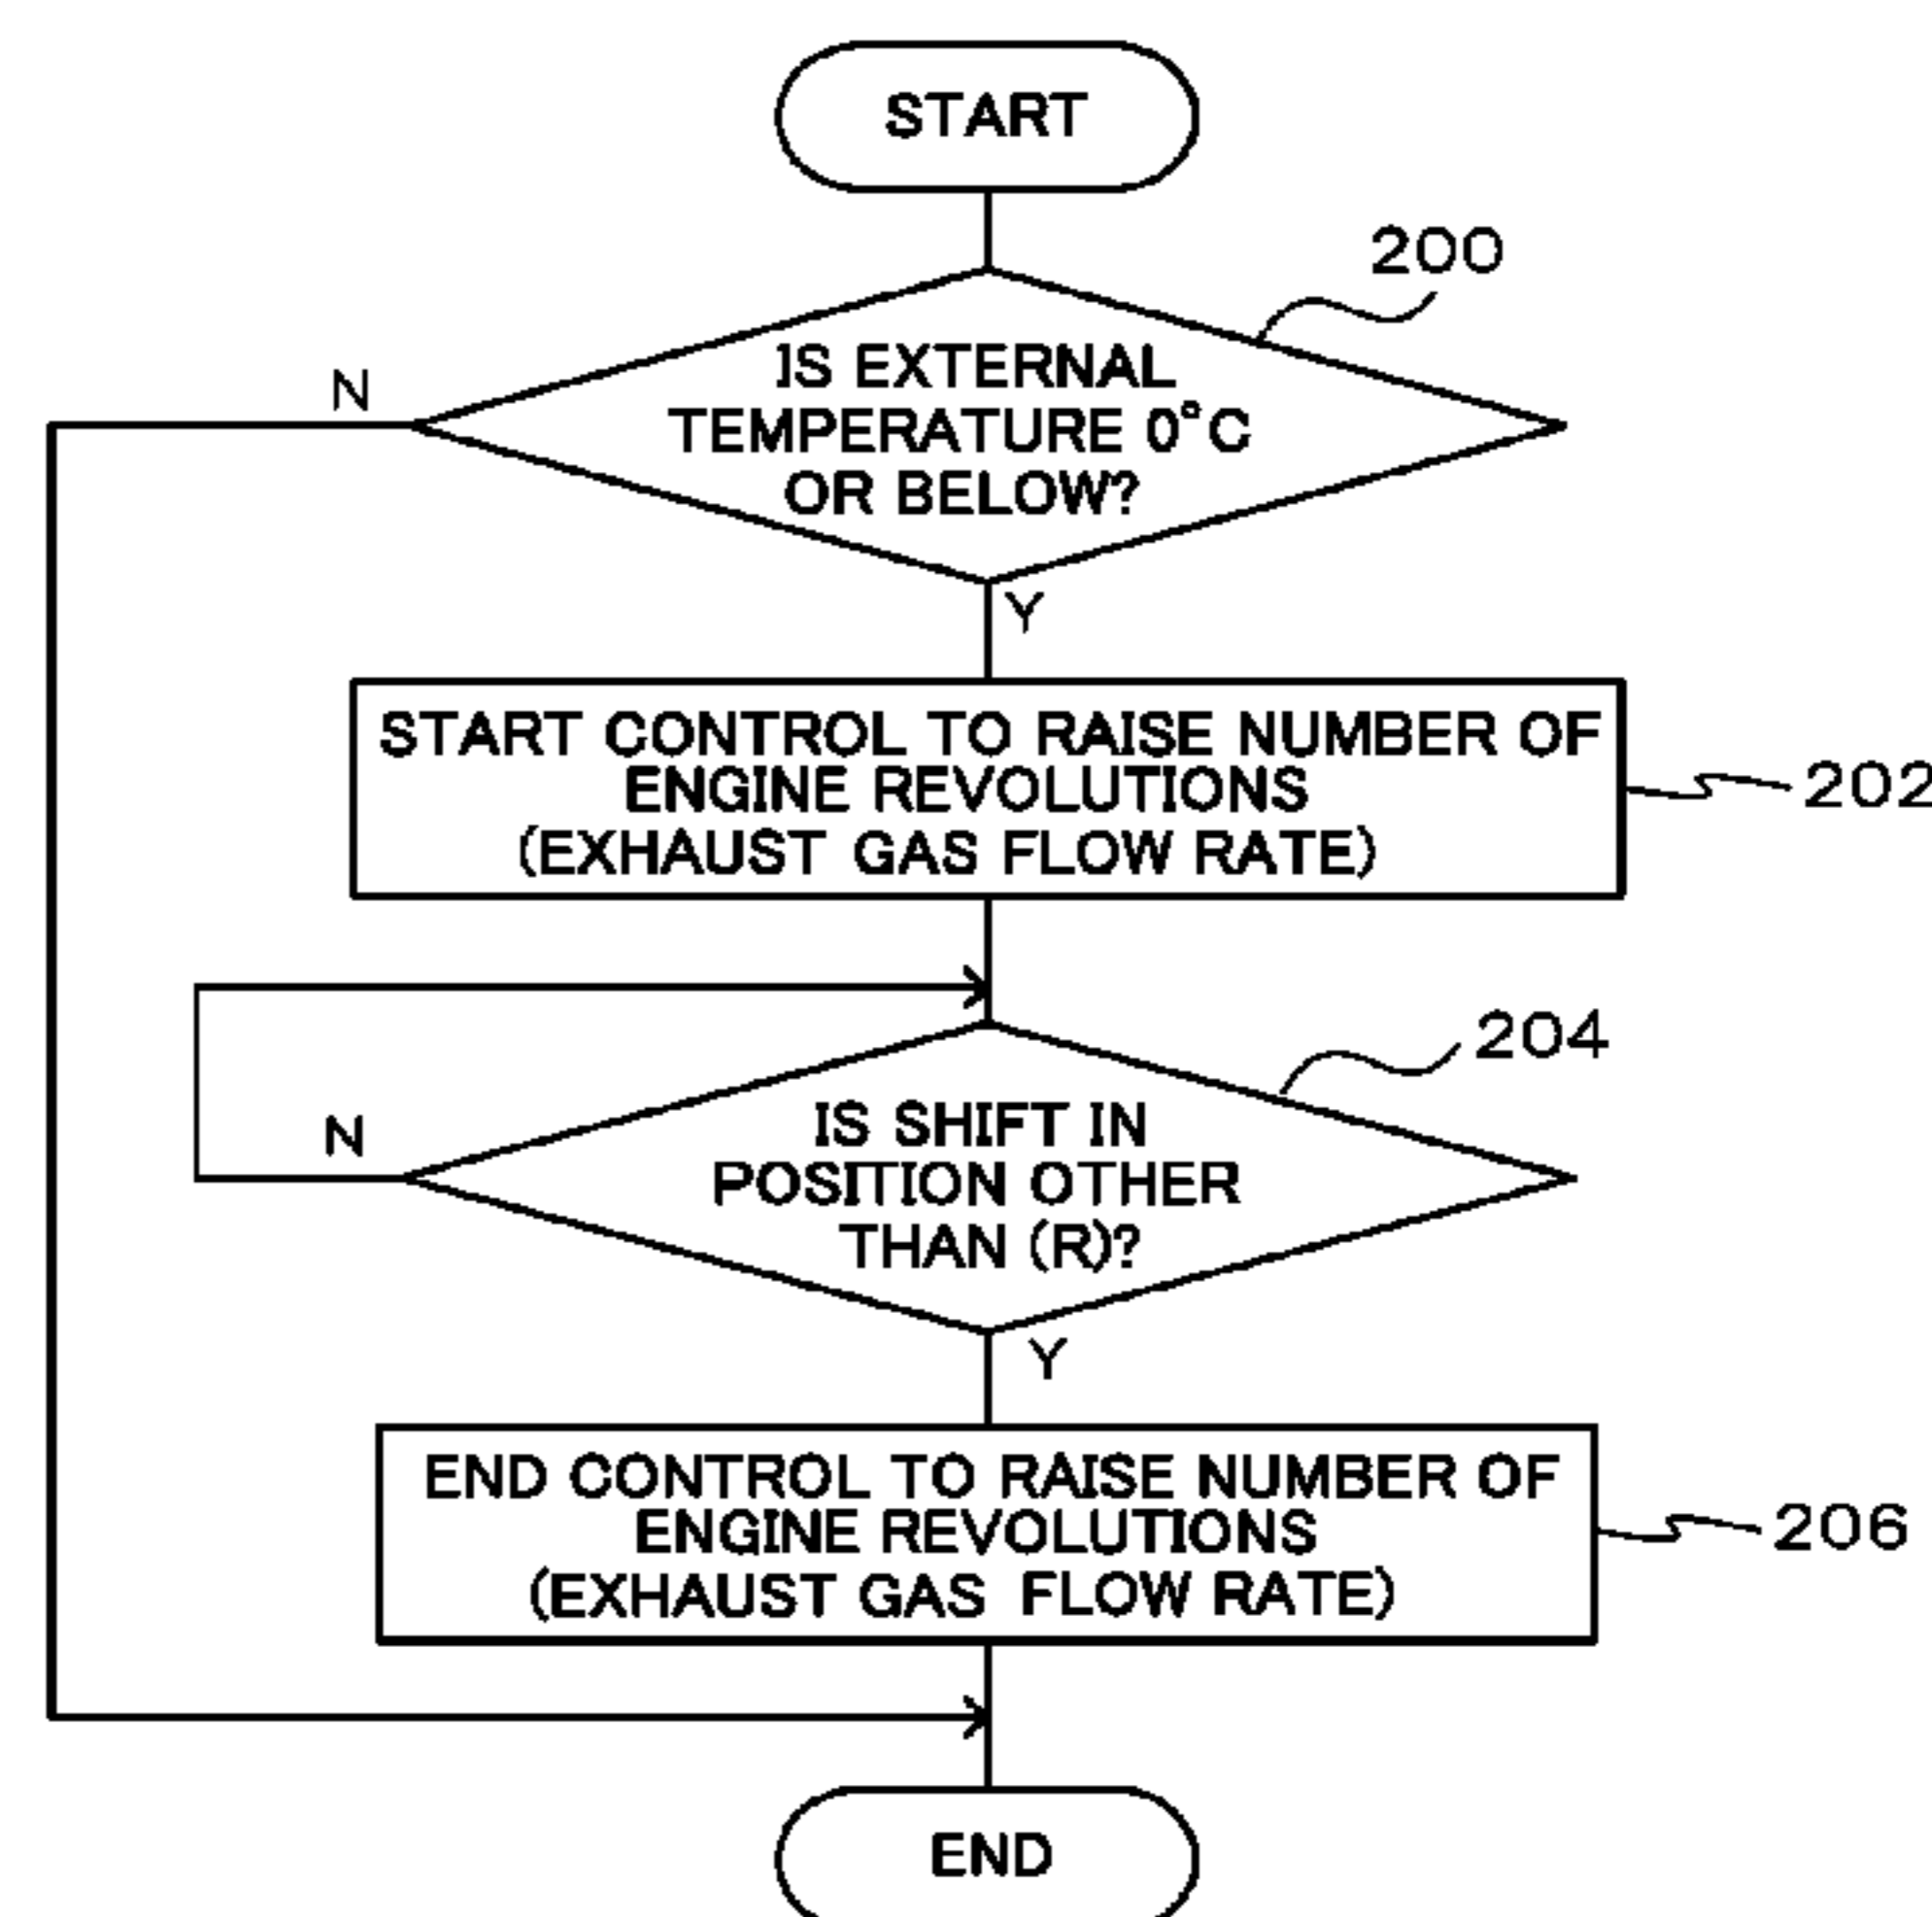 START
200
IS EXTERNAL
TEMPERATURE 0°C
OR BELOW?
N
Y
START CONTROL TO RAISE NUMBER OF
ENGINE REVOLUTIONS
(EXHAUST GAS FLOW RATE)
202
204
IS SHIFT IN
POSITION OTHER
THAN (R)?
N
Y
END CONTROL TO RAISE NUMBER OF
ENGINE REVOLUTIONS
(EXHAUST GAS FLOW RATE)
206
END